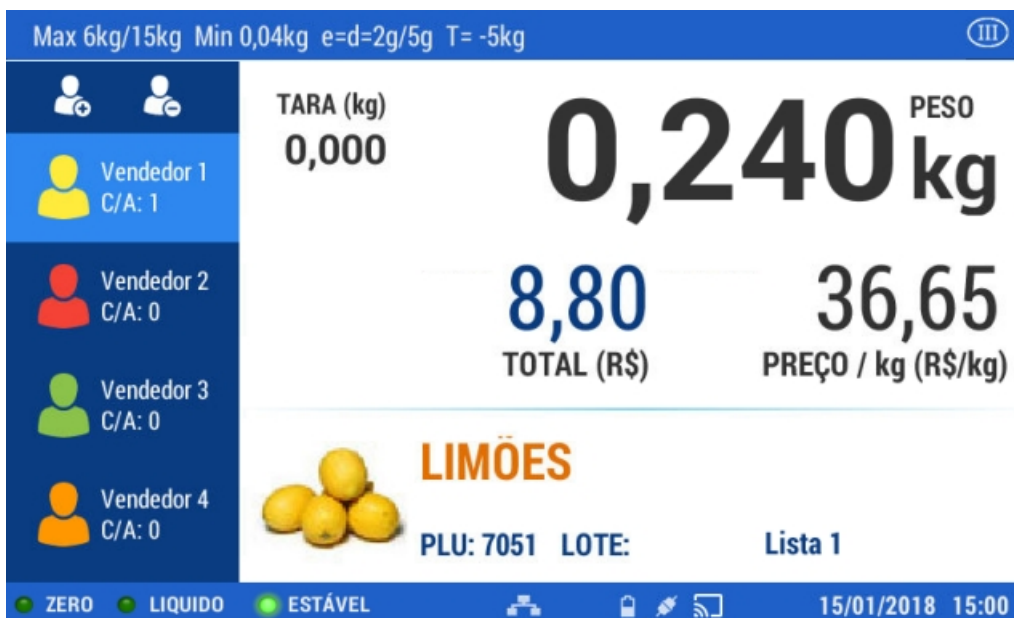 Max 6kg/15kg Min 0,04kg e=d=2g/5g T= -5kg III
Vendedor 1
C/A: 1
Vendedor 2
C/A: 0
Vendedor 3
C/A: 0
Vendedor 4
C/A: 0
TARA (kg)
0,000
PESO
0,240 kg
8,80
TOTAL (R$)
36,65
PREÇO / kg (R$/kg)
LIMÕES
PLU: 7051 LOTE: Lista 1
ZERO LIQUIDO ESTÁVEL 15/01/2018 15:00